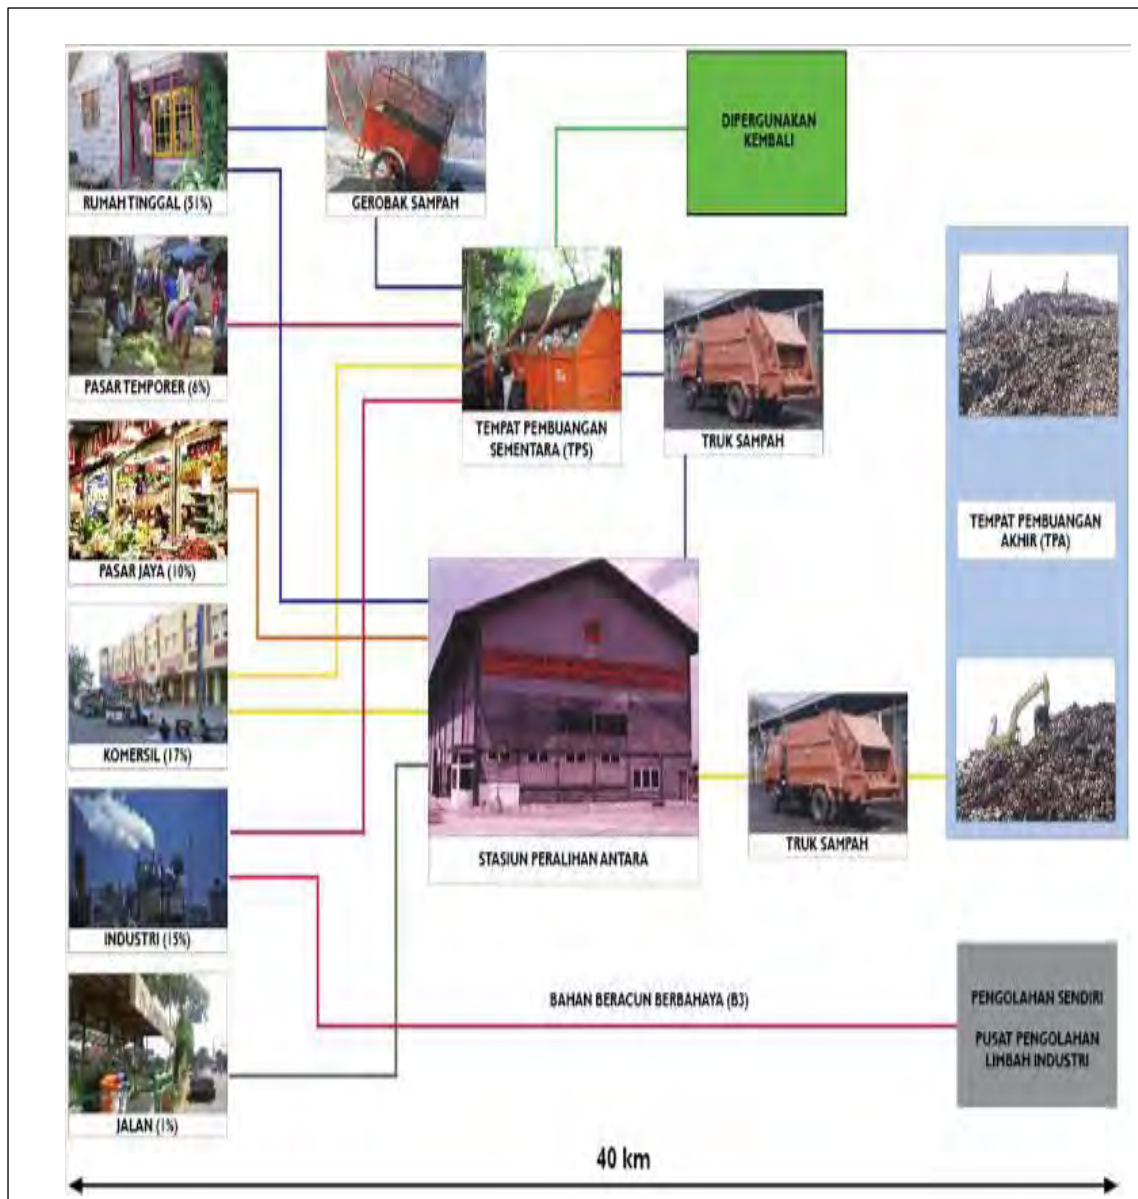 RUMAH TINGGAL (51%)
GEROBAK SAMPAH
DIPERGUNAKAN
KEMBALI
PASAR TEMPORER (6%)
TEMPAT PEMBUANGAN
SEMENTARA (TPS)
TRUK SAMPAH
PASAR JAYA (10%)
TEMPAT PEMBUANGAN
AKHIR (TPA)
KOMERSIL (17%)
STASIUN PERALIHAN ANTARA
TRUK SAMPAH
INDUSTRI (15%)
BAHAN BERACUN BERBAHAYA (B3)
PENGOLAHAN SENDIRI
PUSAT PENGOLAHAN
LIMBAH INDUSTRI
JALAN (1%)
40 km